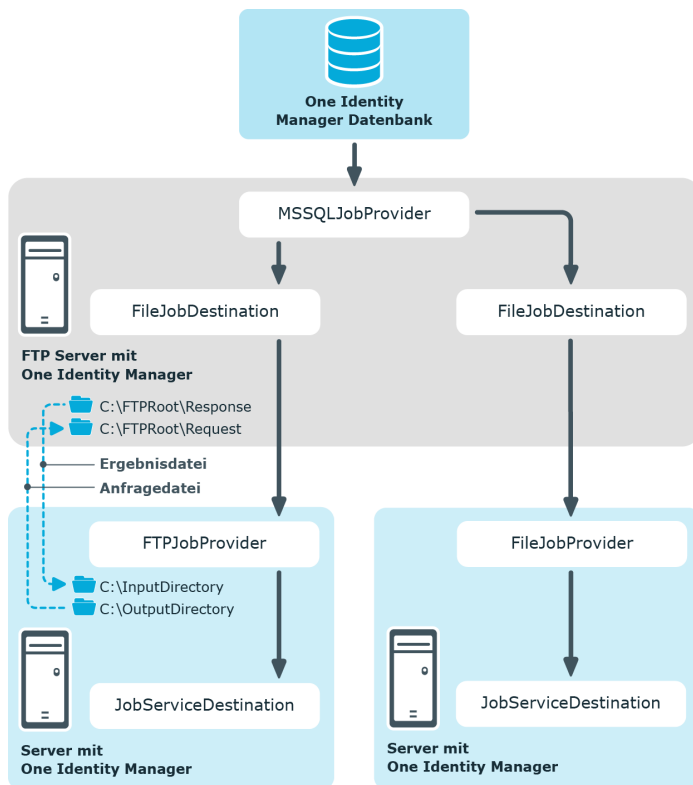 One Identity
Manager Datenbank
MSSQLJobProvider
FileJobDestination
FileJobDestination
FTP Server mit
One Identity Manager
C:\FTPRoot\Response
C:\FTPRoot\Request
Ergebnisdatei
Anfragedatei
FTPJobProvider
FileJobProvider
C:\InputDirectory
C:\OutputDirectory
JobServiceDestination
JobServiceDestination
Server mit
One Identity Manager
Server mit
One Identity Manager